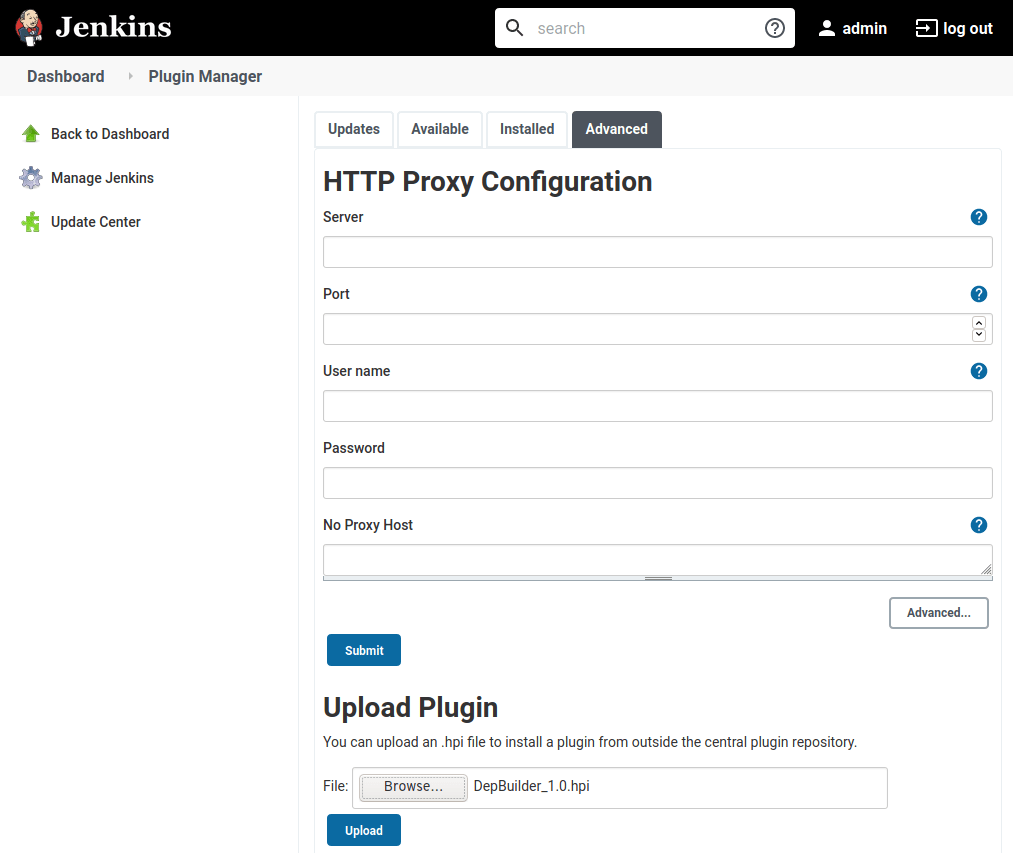 Jenkins
search
admin
log out
Dashboard
Plugin Manager
Back to Dashboard
Manage Jenkins
Update Center
Updates
Available
Installed
Advanced
HTTP Proxy Configuration
Server
?
Port
?
User name
?
Password
No Proxy Host
?
Advanced...
Submit
Upload Plugin
You can upload an .hpi file to install a plugin from outside the central plugin repository.
File: Browse... DepBuilder_1.0.hpi
Upload